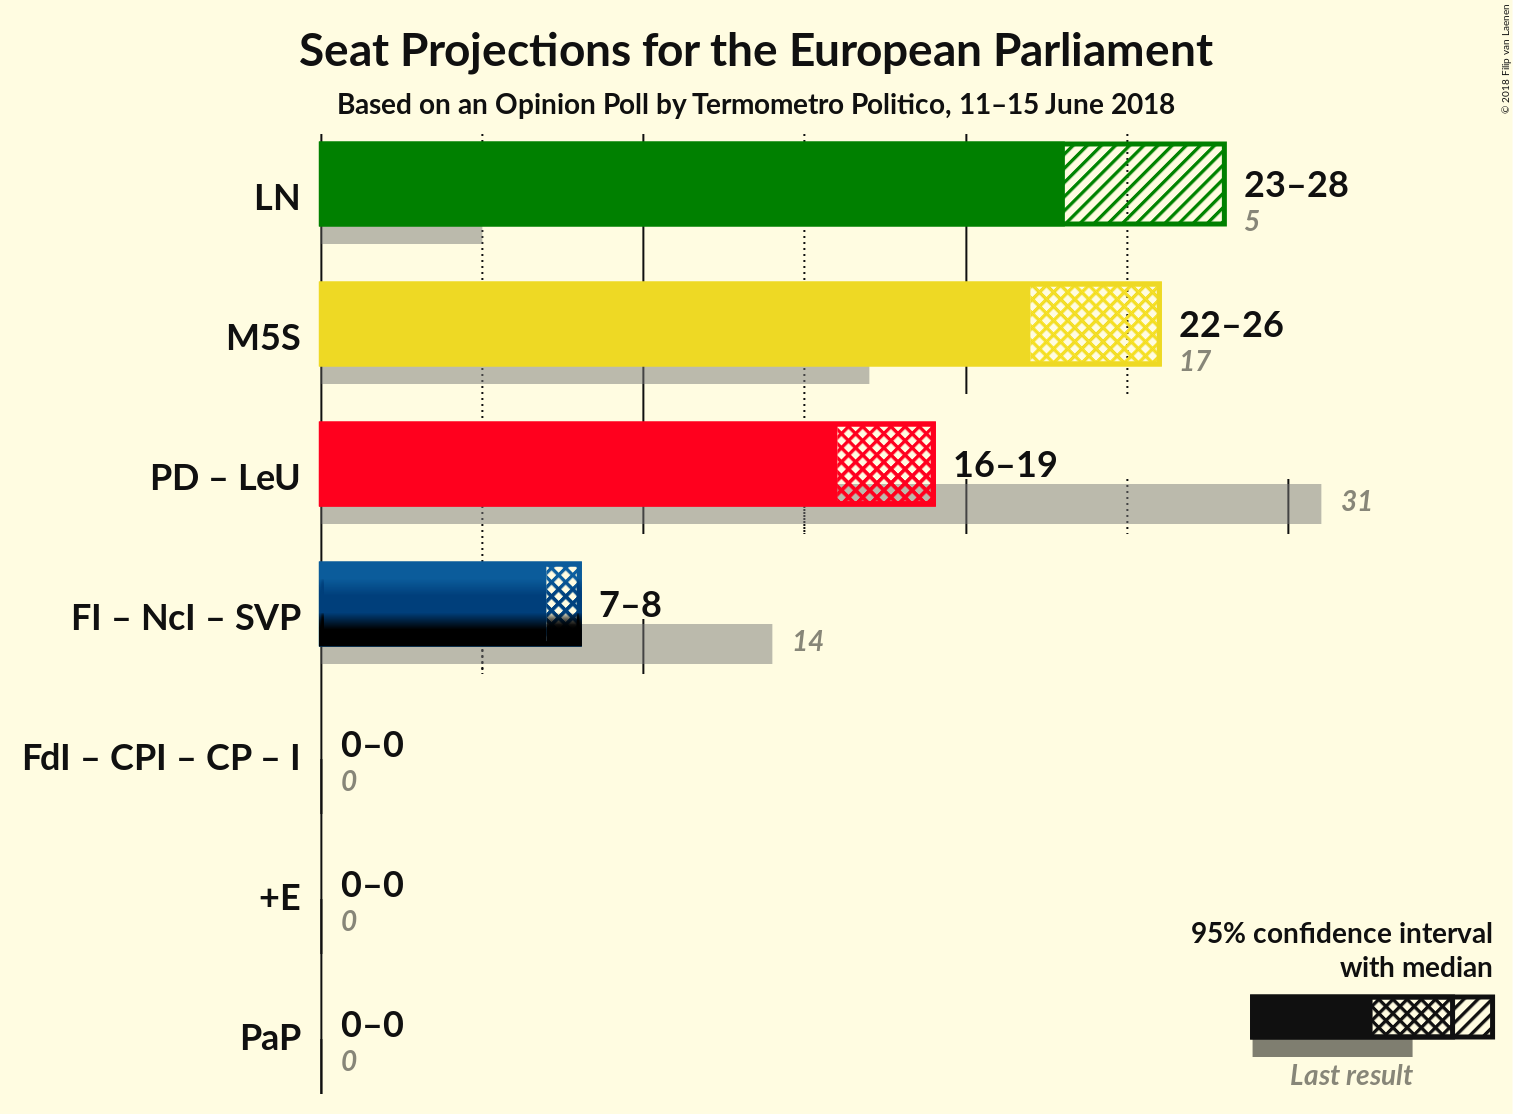 Seat Projections for the European Parliament
Based on an Opinion Poll by Termometro Politico, 11–15 June 2018
© 2018 Filip van Laenen
LN
23–28
5
M5S
22–26
17
PD – LeU
16–19
31
FI – NcI – SVP
7–8
14
FdI – CPI – CP – I
0–0
0
+E
0–0
0
PaP
0–0
0
95% confidence interval
with median
Last result